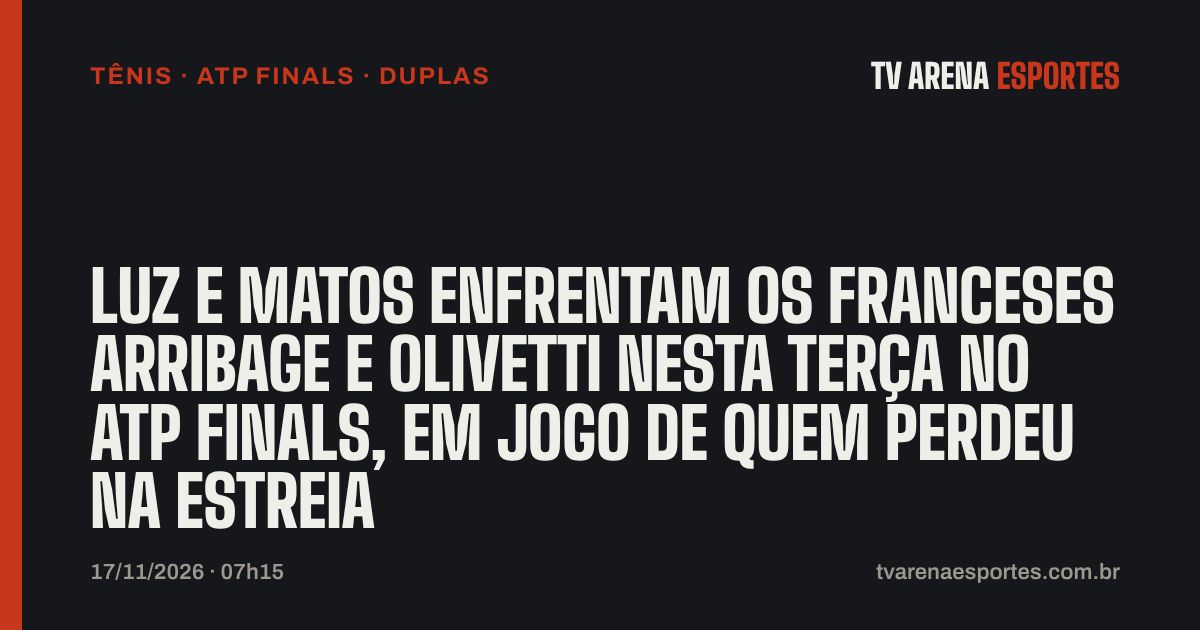 TÊNIS · ATP FINALS · DUPLAS
TV ARENA ESPORTES
LUZ E MATOS ENFRENTAM OS FRANCESES
ARRIBAGE E OLIVETTI NESTA TERÇA NO
ATP FINALS, EM JOGO DE QUEM PERDEU
NA ESTREIA
17/11/2026 · 07h15
tvarenaesportes.com.br